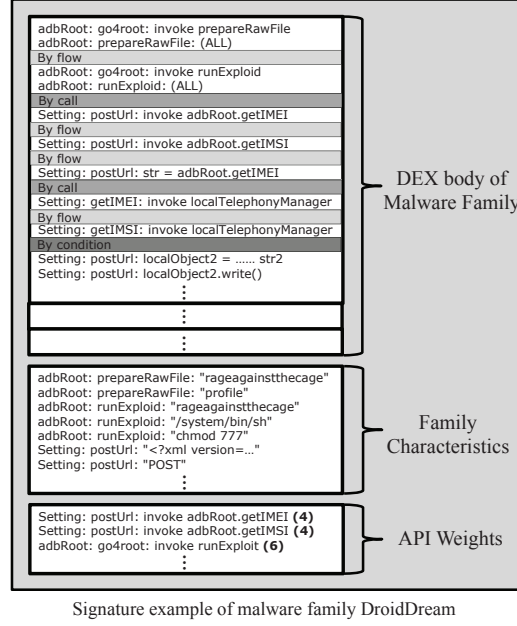 adbRoot: go4root: invoke prepareRawFile
adbRoot: prepareRawFile: (ALL)
By flow
adbRoot: go4root: invoke runExploid
adbRoot: runExploid: (ALL)
By call
Setting: postUrl: invoke adbRoot.getIMEI
By flow
Setting: postUrl: invoke adbRoot.getIMSI
By flow
Setting: postUrl: str = adbRoot.getIMEI
By call
Setting: getIMEI: invoke localTelephonyManager
By flow
Setting: getIMSI: invoke localTelephonyManager
By condition
Setting: postUrl: localObject2 = ...... str2
Setting: postUrl: localObject2.write()
DEX body of
Malware Family
adbRoot: prepareRawFile: "rageagainstthecage"
adbRoot: prepareRawFile: "profile"
adbRoot: runExploid: "rageagainstthecage"
adbRoot: runExploid: "/system/bin/sh"
adbRoot: runExploid: "chmod 777"
Setting: postUrl: "<?xml version=..."
Setting: postUrl: "POST"
Family
Characteristics
Setting: postUrl: invoke adbRoot.getIMEI (4)
Setting: postUrl: invoke adbRoot.getIMSI (4)
adbRoot: go4root: invoke runExploit (6)
API Weights
Signature example of malware family DroidDream